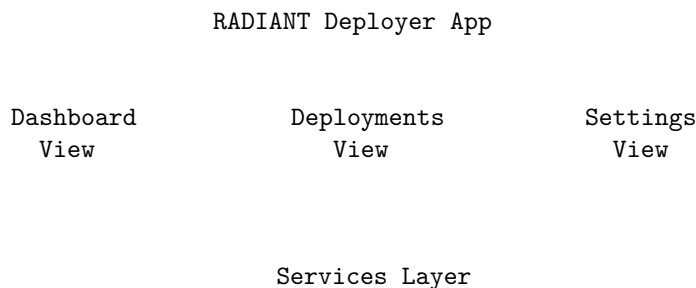 RADIANT Deployer App
Dashboard Deployments Settings
View View View
Services Layer